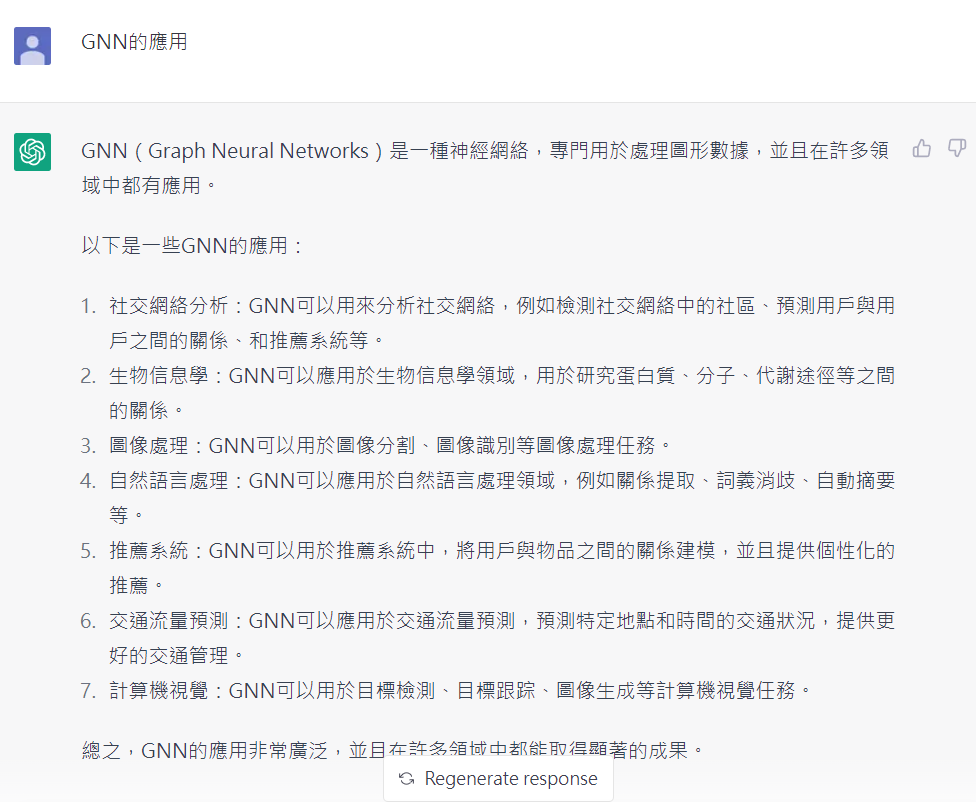 GNN的應用
GNN（Graph Neural Networks）是一種神經網絡，專門用於處理圖形數據，並且在許多領
域中都有應用。
以下是一些GNN的應用：
1. 社交網絡分析：GNN可以用來分析社交網絡，例如檢測社交網絡中的社區、預測用戶與用
戶之間的關係、和推薦系統等。
2. 生物信息學：GNN可以應用於生物信息學領域，用於研究蛋白質、分子、代謝途徑等之間
的關係。
3. 圖像處理：GNN可以用於圖像分割、圖像識別等圖像處理任務。
4. 自然語言處理：GNN可以應用於自然語言處理領域，例如關係提取、詞義消歧、自動摘要
等。
5. 推薦系統：GNN可以用於推薦系統中，將用戶與物品之間的關係建模，並且提供個性化的
推薦。
6. 交通流量預測：GNN可以應用於交通流量預測，預測特定地點和時間的交通狀況，提供更
好的交通管理。
7. 計算機視覺：GNN可以用於目標檢測、目標跟踪、圖像生成等計算機視覺任務。
總之，GNN的應用非常廣泛，並且在許多領域中都能取得顯著的成果。
Regenerate response